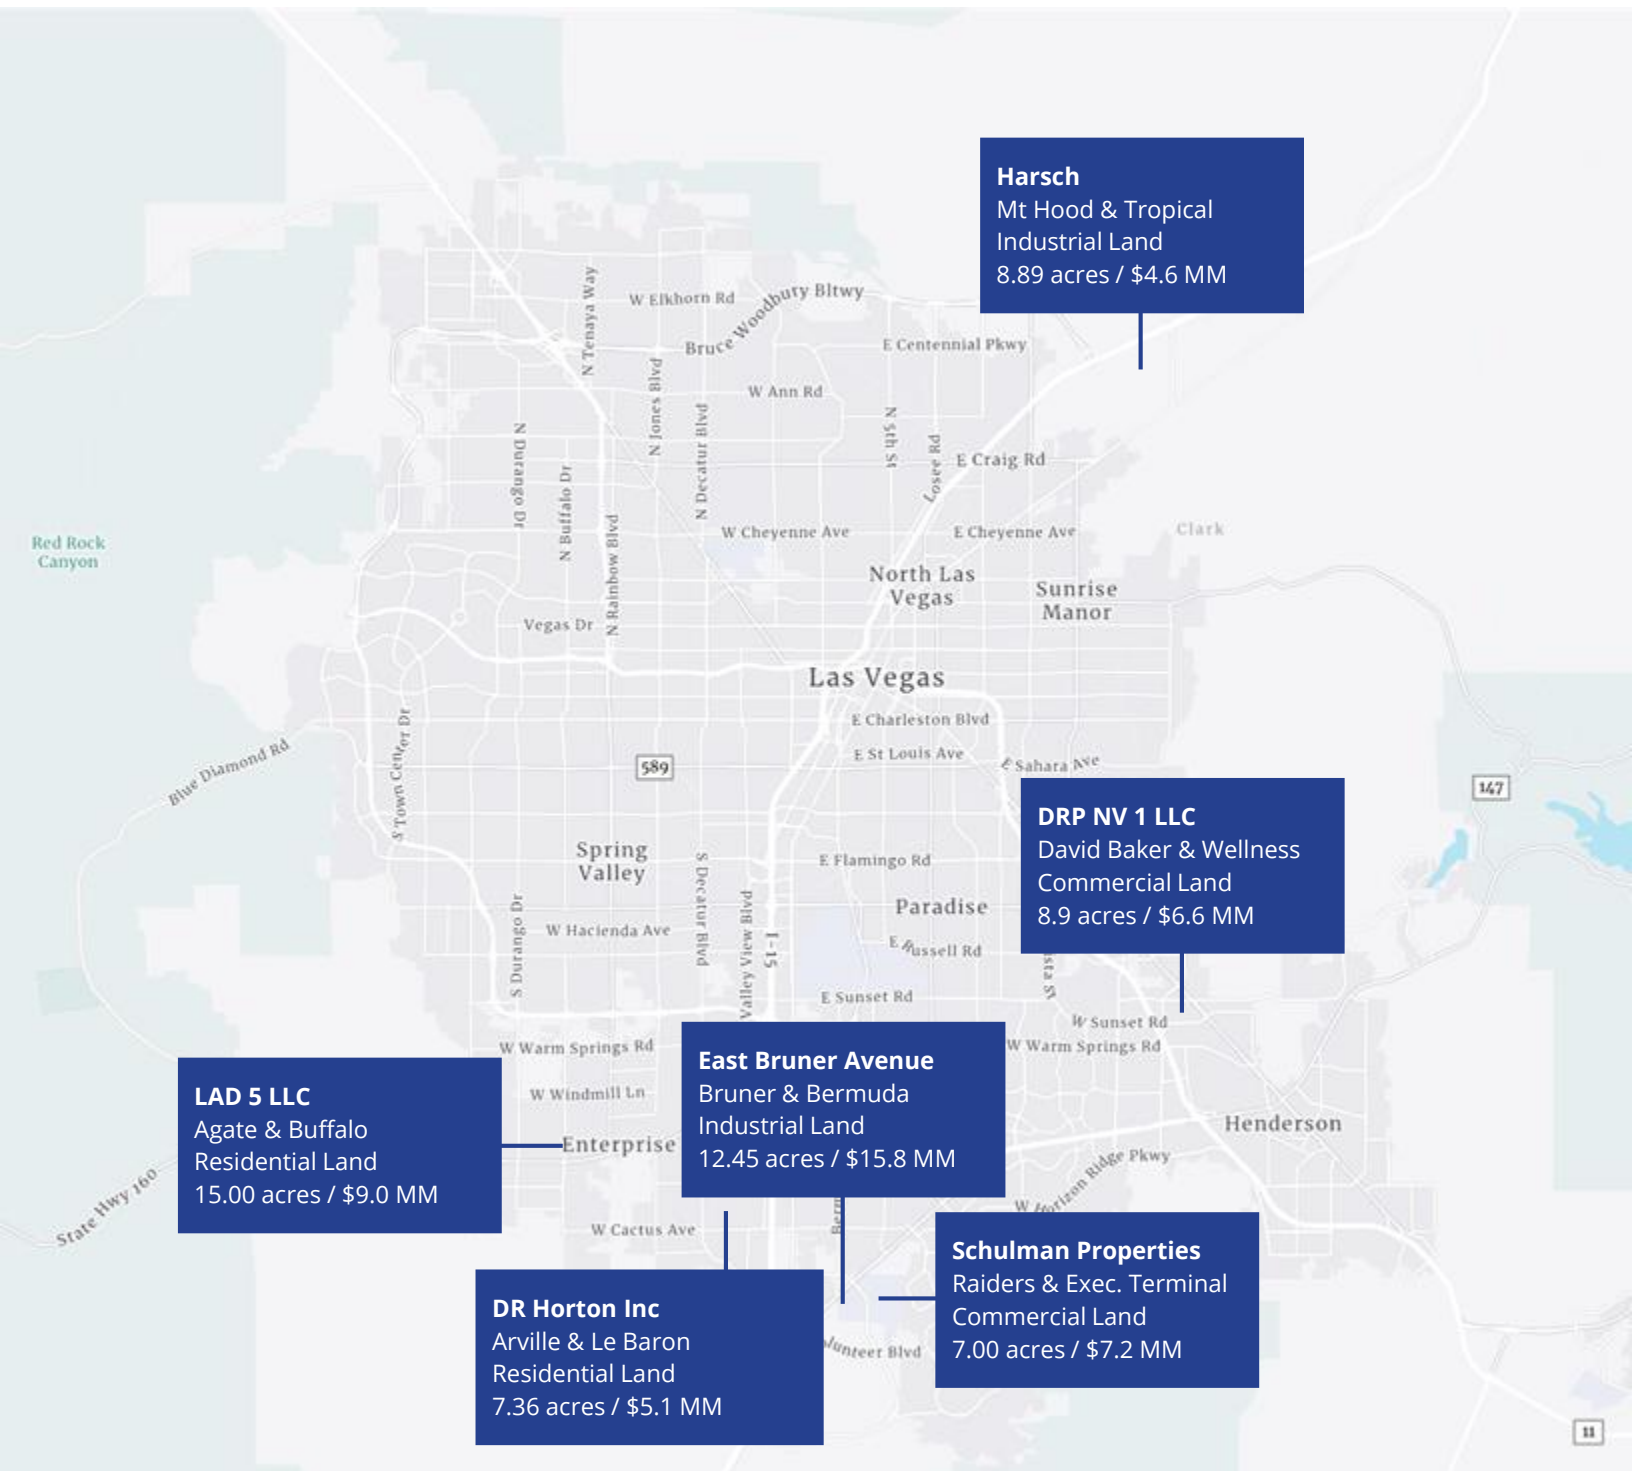 Harsch
Mt Hood & Tropical
Industrial Land
8.89 acres / $4.6 MM
N Tenaya Way
W Elkhorn Rd
Bruce Woodbury Bltwy
E Centennial Pkwy
N Jones Blvd
W Ann Rd
N Decatur Blvd
N 5th St
Losee Rd
E Craig Rd
N Durango Dr
N Buffalo Dr
N Rainbow Blvd
W Cheyenne Ave
E Cheyenne Ave
Clark
Red Rock
Canyon
North Las
Vegas
Sunrise
Manor
Vegas Dr
Las Vegas
E Charleston Blvd
E St Louis Ave
E Sahara Ave
S Town Center Dr
Blue Diamond Rd
589
147
DRP NV 1 LLC
David Baker & Wellness
Commercial Land
8.9 acres / $6.6 MM
Spring
Valley
S Decatur Blvd
E Flamingo Rd
Paradise
Valley View Blvd
I-15
S Durango Dr
W Hacienda Ave
E Russell Rd
ista St
E Sunset Rd
W Sunset Rd
W Warm Springs Rd
W Warm Springs Rd
East Bruner Avenue
Bruner & Bermuda
Industrial Land
12.45 acres / $15.8 MM
LAD 5 LLC
Agate & Buffalo
Residential Land
15.00 acres / $9.0 MM
W Windmill Ln
Enterprise
Henderson
W Horizon Ridge Pkwy
State Hwy 160
W Cactus Ave
Berm
Schulman Properties
Raiders & Exec. Terminal
Commercial Land
7.00 acres / $7.2 MM
DR Horton Inc
Arville & Le Baron
Residential Land
7.36 acres / $5.1 MM
lunteer Blvd
11